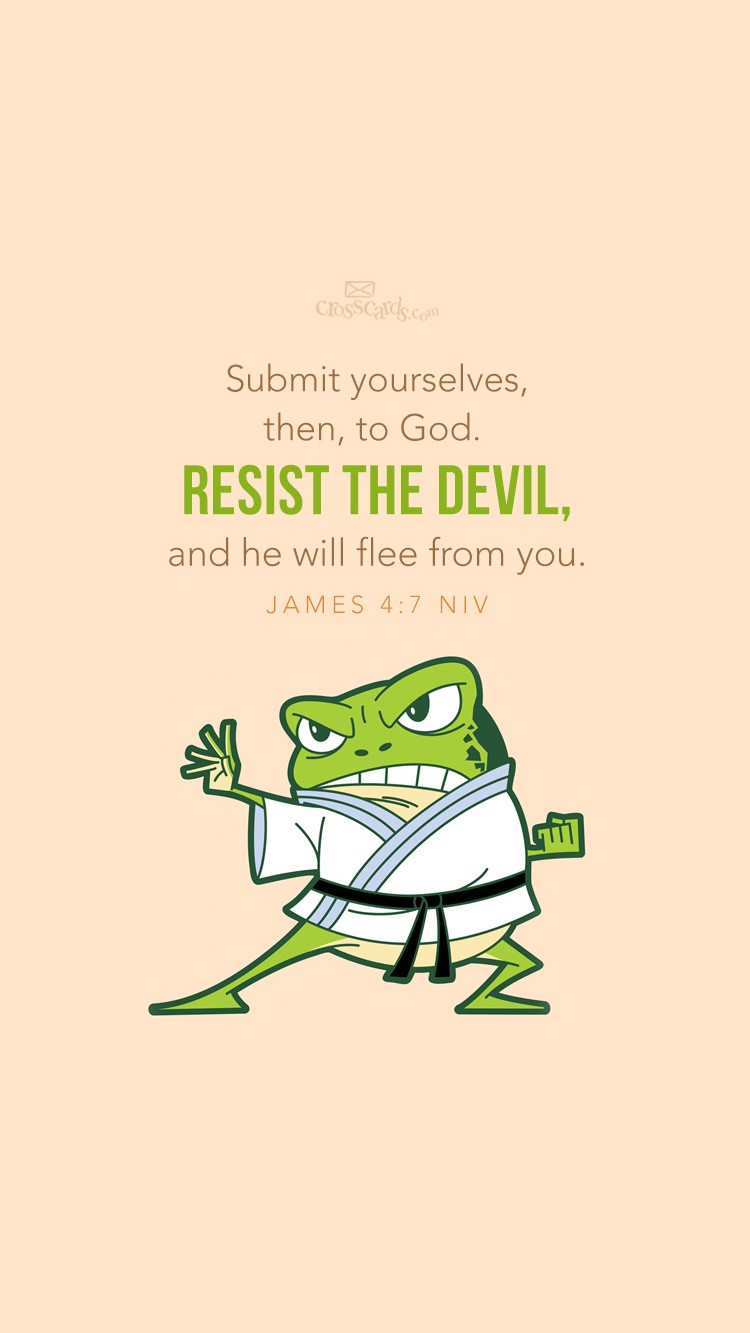 crosscards.com
Submit yourselves,
then, to God.
RESIST THE DEVIL,
and he will flee from you.
JAMES 4:7 NIV